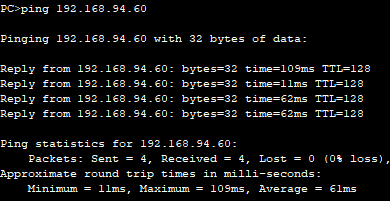 PC>ping 192.168.94.60
Pinging 192.168.94.60 with 32 bytes of data:
Reply from 192.168.94.60: bytes=32 time=109ms TTL=128
Reply from 192.168.94.60: bytes=32 time=11ms TTL=128
Reply from 192.168.94.60: bytes=32 time=62ms TTL=128
Reply from 192.168.94.60: bytes=32 time=62ms TTL=128
Ping statistics for 192.168.94.60:
Packets: Sent = 4, Received = 4, Lost = 0 (0% loss),
Approximate round trip times in milli-seconds:
Minimum = 11ms, Maximum = 109ms, Average = 61ms